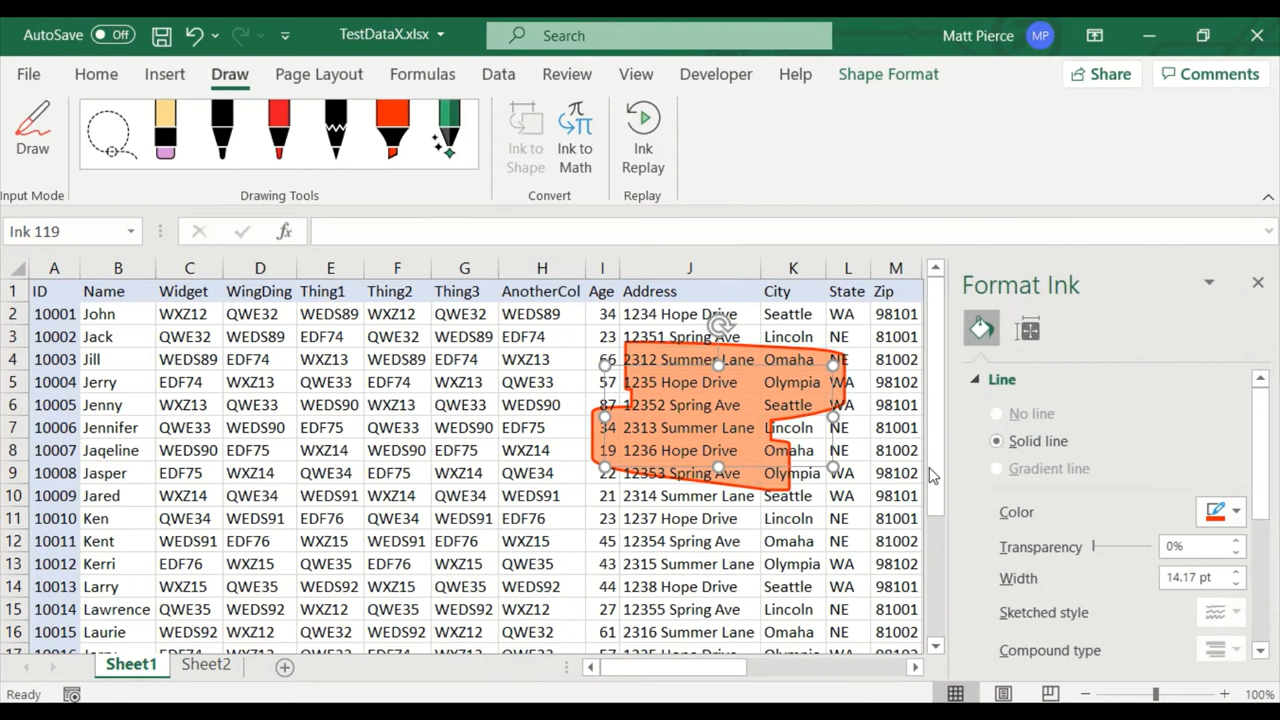 AutoSave Off TestDataX.xlsx Search Matt Pierce MP
File Home Insert Draw Page Layout Formulas Data Review View Developer Help Shape Format Share Comments
Draw
Ink to Shape
Ink to Math
Ink Replay
Input Mode Drawing Tools Convert Replay
Ink 119 fx
A B C D E F G H I J K L M
1 ID Name Widget WingDing Thing1 Thing2 Thing3 AnotherCol Age Address City State Zip
2 10001 John WXZ12 QWE32 WEDS89 WXZ12 QWE32 WEDS89 34 1234 Hope Drive Seattle WA 98101
3 10002 Jack WXZ12 QWE32 EDF74 QWE32 WEDS89 EDF74 23 12351 Spring Ave Lincoln NE 81001
4 10003 Jill WEDS89 EDF74 WXZ13 WEDS89 EDF74 WXZ13 66 2312 Summer Lane Omaha NE 81002
5 10004 Jerry EDF74 WXZ13 QWE33 EDF74 WXZ13 QWE33 57 1235 Hope Drive Olympia WA 98102
6 10005 Jenny WXZ13 QWE33 WEDS90 WXZ13 QWE33 WEDS90 87 12352 Spring Ave Seattle WA 98101
7 10006 Jennifer QWE33 WEDS90 EDF75 QWE33 WEDS90 EDF75 34 2313 Summer Lane Lincoln NE 81001
8 10007 Jaqeline WEDS90 EDF75 WXZ14 WEDS90 EDF75 WXZ14 19 1236 Hope Drive Omaha NE 81002
9 10008 Jasper EDF75 WXZ14 QWE34 EDF75 WXZ14 QWE34 22 12353 Spring Ave Olympia WA 98102
10 10009 Jared QWE34 WEDS91 EDF76 QWE34 WEDS91 EDF76 21 2314 Summer Lane Seattle WA 98101
11 10010 Ken QWE34 WEDS91 EDF76 QWE34 WEDS91 EDF76 23 1237 Hope Drive Lincoln NE 81001
12 10011 Kent WEDS91 EDF76 WXZ15 WEDS91 EDF76 WXZ15 45 12354 Spring Ave Omaha NE 81002
13 10012 Kerri EDF76 WXZ15 QWE35 EDF76 WXZ15 QWE35 43 2315 Summer Lane Olympia WA 98102
14 10013 Larry WXZ15 QWE35 WEDS92 WXZ15 QWE35 WEDS92 44 1238 Hope Drive Seattle WA 98101
15 10014 Lawrence QWE35 WEDS92 WXZ12 QWE35 WEDS92 WXZ12 27 12355 Spring Ave Lincoln NE 81001
16 10015 Laurie WEDS92 WXZ12 QWE32 WEDS92 WXZ12 QWE32 61 2316 Summer Lane Omaha NE 81002
Sheet1 Sheet2
Ready 100%
Format Ink
Line
No line
Solid line
Gradient line
Color
Transparency 0%
Width 14.17 pt
Sketched style
Compound type